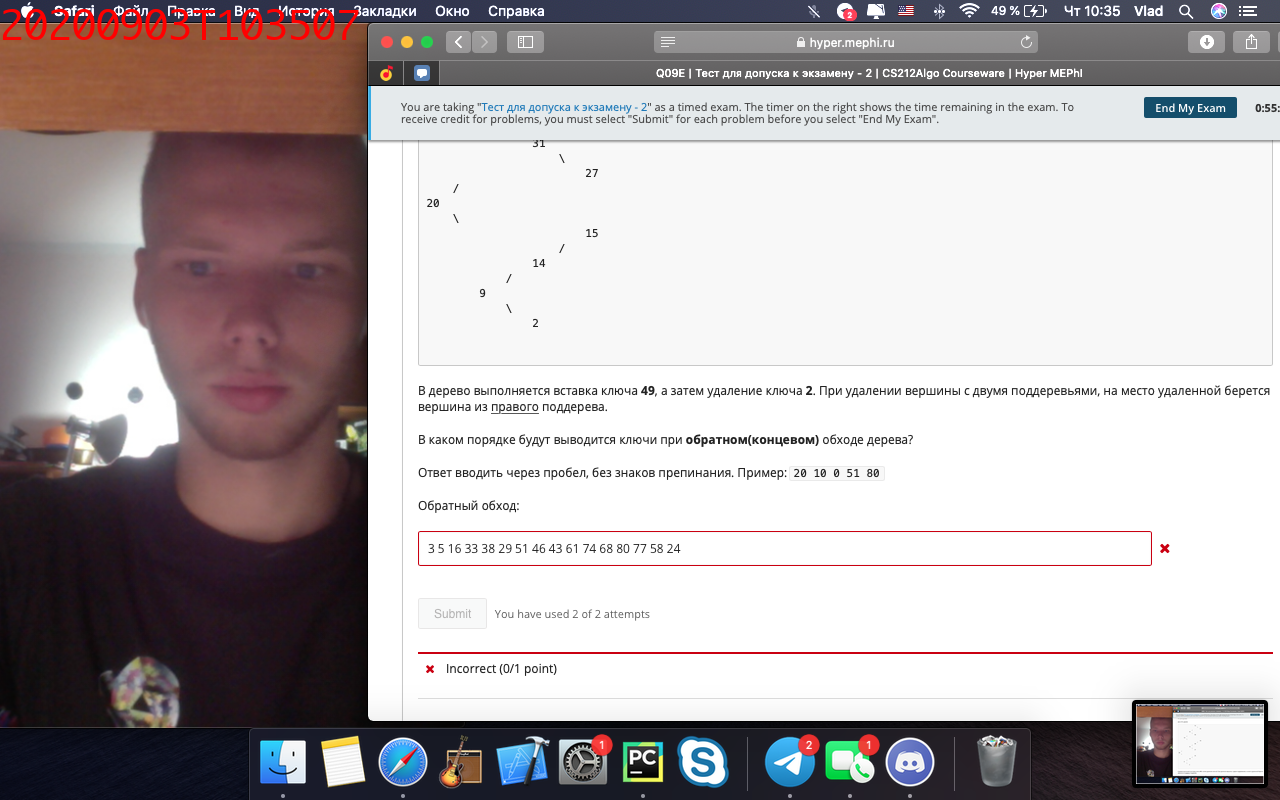 Safari Файл Правка Вид История Закладки Окно Справка 2 49 % Чт 10:35 Vlad
20200903T103507
hyper.mephi.ru
Q09E | Тест для допуска к экзамену - 2 | CS212Algo Courseware | Hyper MEPhI
You are taking "Тест для допуска к экзамену - 2" as a timed exam. The timer on the right shows the time remaining in the exam. To
receive credit for problems, you must select "Submit" for each problem before you select "End My Exam".
End My Exam
0:55:
31
\
27
/
20
\
15
/
14
/
9
\
2
В дерево выполняется вставка ключа 49, а затем удаление ключа 2. При удалении вершины с двумя поддеревьями, на место удаленной берется
вершина из правого поддерева.
В каком порядке будут выводится ключи при обратном(концевом) обходе дерева?
Ответ вводить через пробел, без знаков препинания. Пример: 20 10 0 51 80
Обратный обход:
3 5 16 33 38 29 51 46 43 61 74 68 80 77 58 24
Submit You have used 2 of 2 attempts
Incorrect (0/1 point)
1
PC
2
1